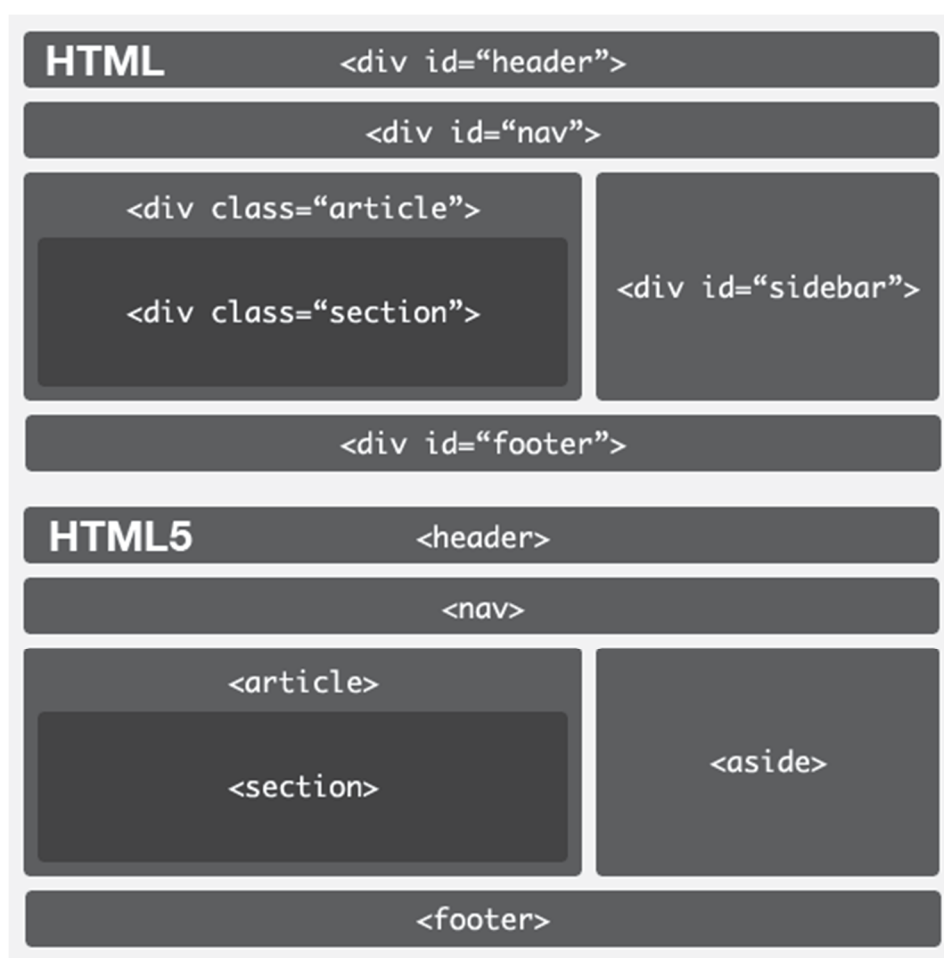 HTML <div id=“header”>
<div id=“nav”>
<div class=“article”>
<div class=“section”>
<div id=“sidebar”>
<div id=“footer”>
HTML5 <header>
<nav>
<article>
<section>
<aside>
<footer>